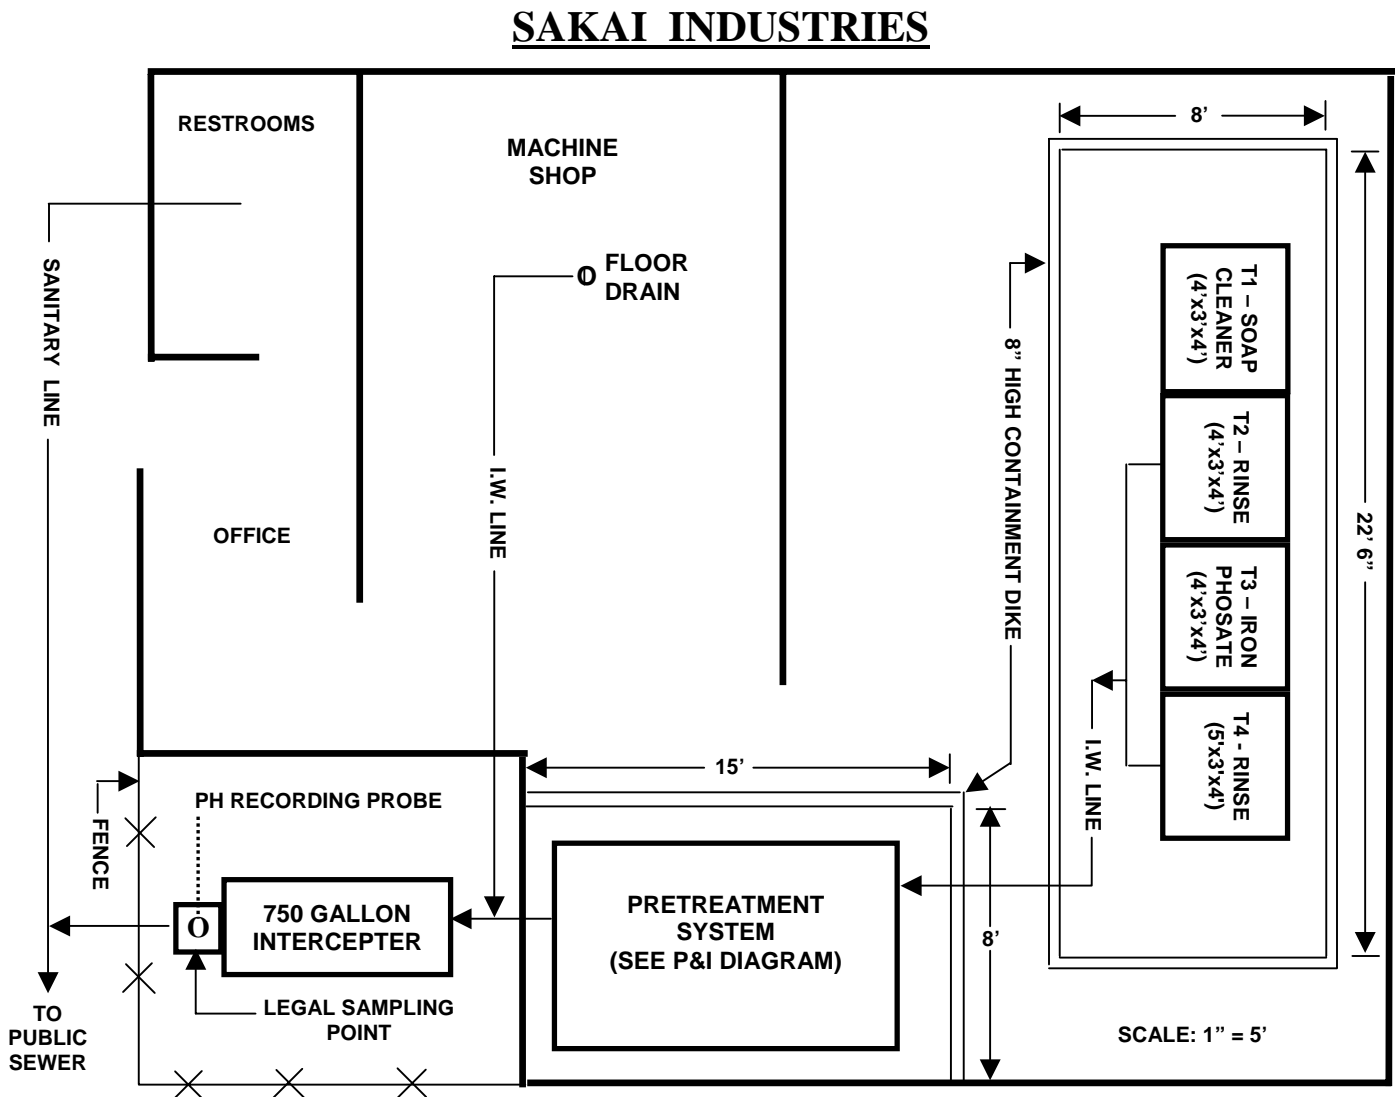 SAKAI INDUSTRIES
RESTROOMS
MACHINE
SHOP
8’
FLOOR
DRAIN
O
SANITARY LINE
I.W. LINE
OFFICE
8” HIGH CONTAINMENT DIKE
T1 – SOAP
CLEANER
(4’x3’x4’)
T2 – RINSE
(4’x3’x4’)
T3 – IRON
PHOSATE
(4’x3’x4’)
T4 - RINSE
(5'x3'x4')
22’ 6”
I.W. LINE
15’
PH RECORDING PROBE
FENCE
O
750 GALLON
INTERCEPTER
PRETREATMENT
SYSTEM
(SEE P&I DIAGRAM)
8’
LEGAL SAMPLING
POINT
TO
PUBLIC
SEWER
SCALE: 1” = 5’